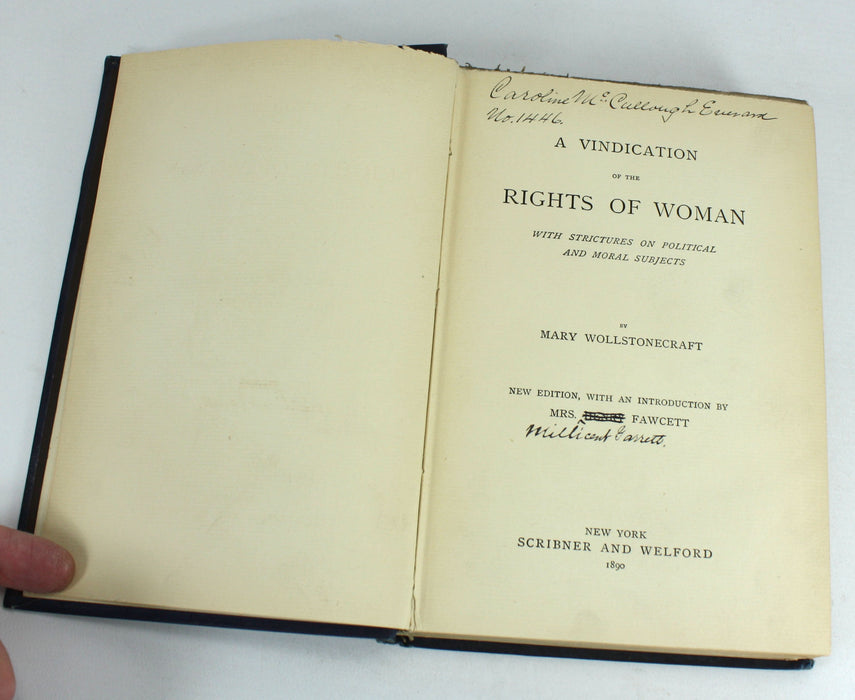 Caroline McCullough Everard
No. 1446.
A VINDICATION
OF THE
RIGHTS OF WOMAN
WITH STRICTURES ON POLITICAL
AND MORAL SUBJECTS
BY
MARY WOLLSTONECRAFT
NEW EDITION, WITH AN INTRODUCTION BY
MRS. HENRY FAWCETT
Millicent Garrett.
NEW YORK
SCRIBNER AND WELFORD
1890